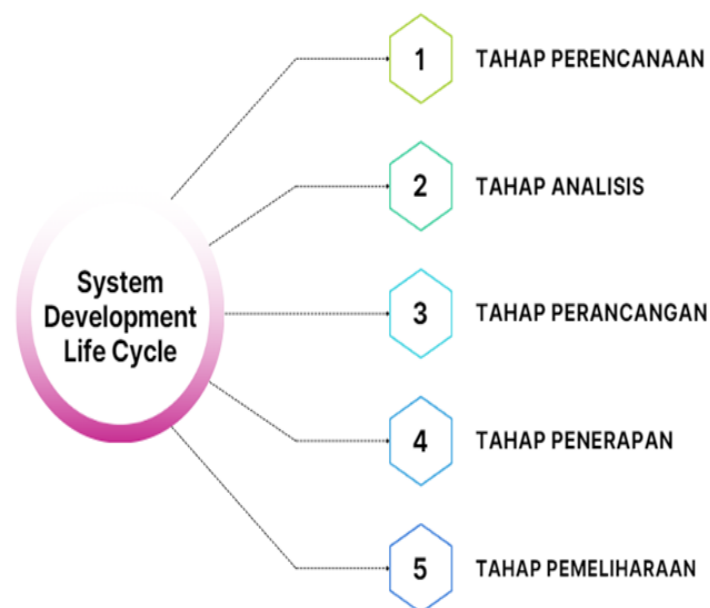 System
Development
Life Cycle
1
TAHAP PERENCANAAN
2
TAHAP ANALISIS
3
TAHAP PERANCANGAN
4
TAHAP PENERAPAN
5
TAHAP PEMELIHARAAN